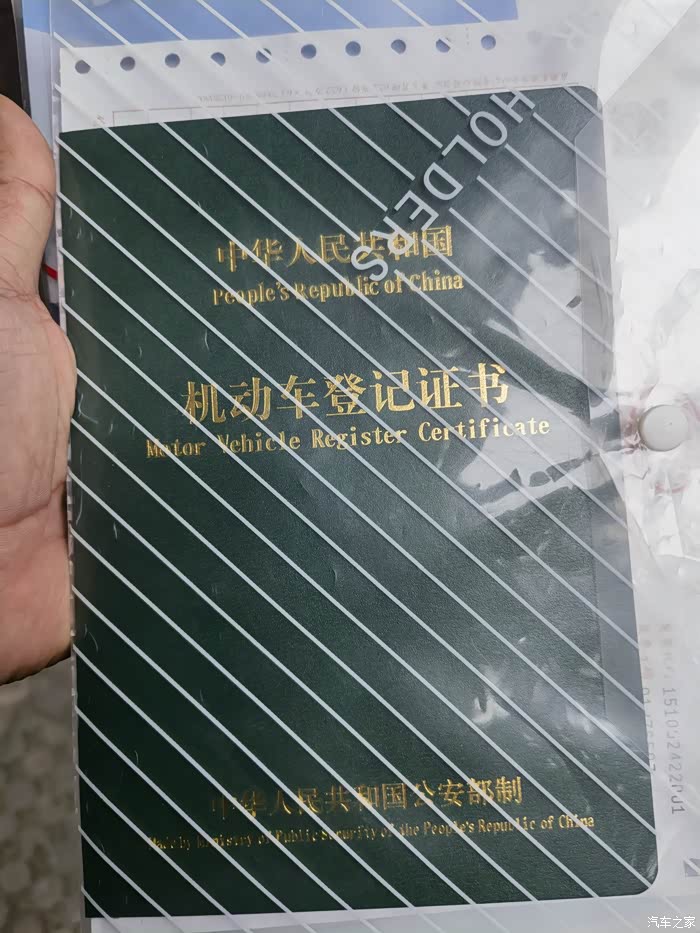 HOLDERS
中华人民共和国
People's Republic of China
机动车登记证书
Motor Vehicle Register Certificate
中华人民共和国公安部制
Made by Ministry of Public Security of the People's Republic of China
汽车之家